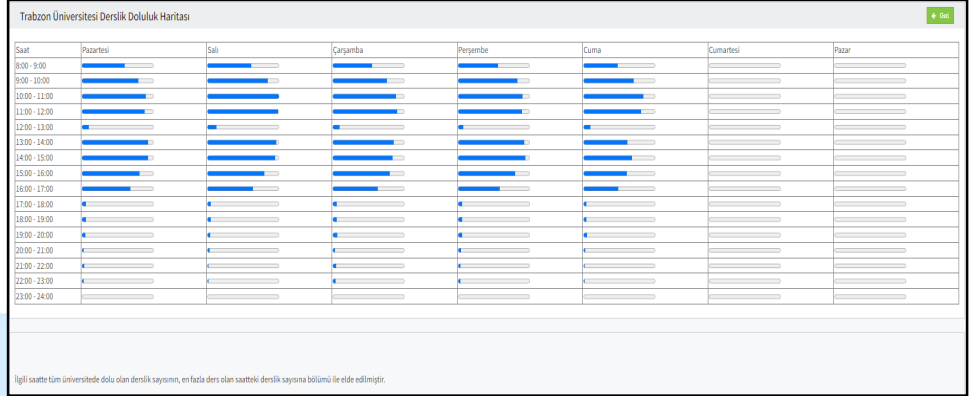 Trabzon Üniversitesi Derslik Doluluk Haritası
+ Geri
Saat Pazartesi Salı Çarşamba Perşembe Cuma Cumartesi Pazar
8:00 - 9:00
9:00 - 10:00
10:00 - 11:00
11:00 - 12:00
12:00 - 13:00
13:00 - 14:00
14:00 - 15:00
15:00 - 16:00
16:00 - 17:00
17:00 - 18:00
18:00 - 19:00
19:00 - 20:00
20:00 - 21:00
21:00 - 22:00
22:00 - 23:00
23:00 - 24:00
İlgili saatte tüm üniversitede dolu olan derslik sayısının, en fazla ders olan saatteki derslik sayısına bölümü ile elde edilmiştir.